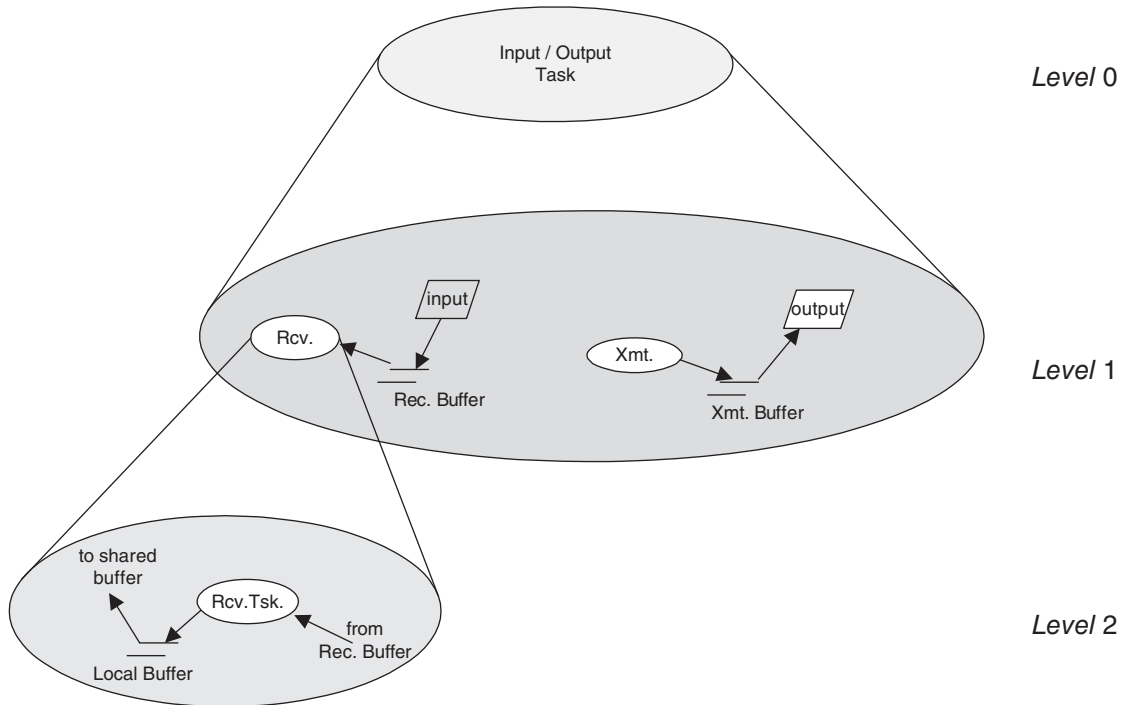 Input / Output
Task
Level 0
input
output
Rcv.
Xmt.
Level 1
Rec. Buffer
Xmt. Buffer
to shared
buffer
Rcv.Tsk.
from
Rec. Buffer
Level 2
Local Buffer